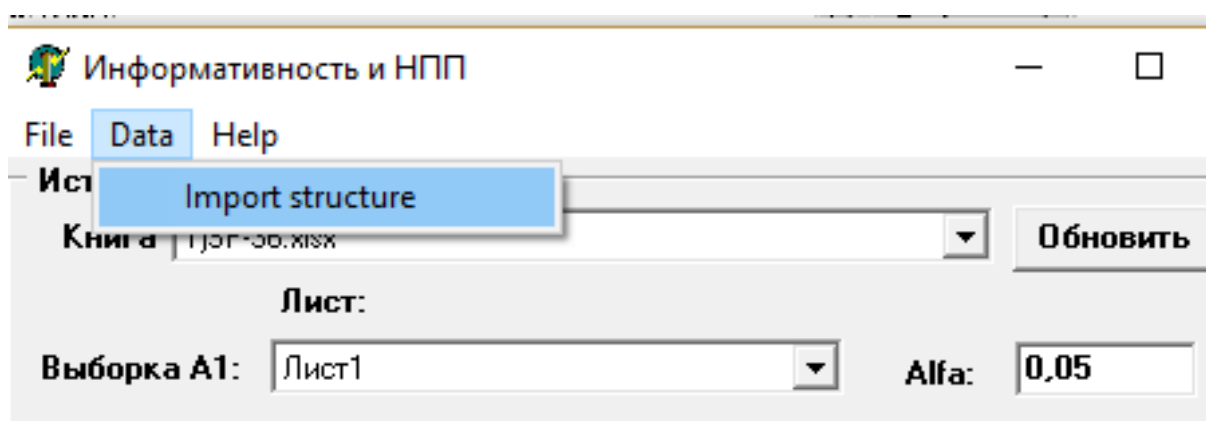 Информативность и НПП
File Data Help
Import structure
Книга
Обновить
Лист:
Выборка А1: Лист1 Alfa: 0,05